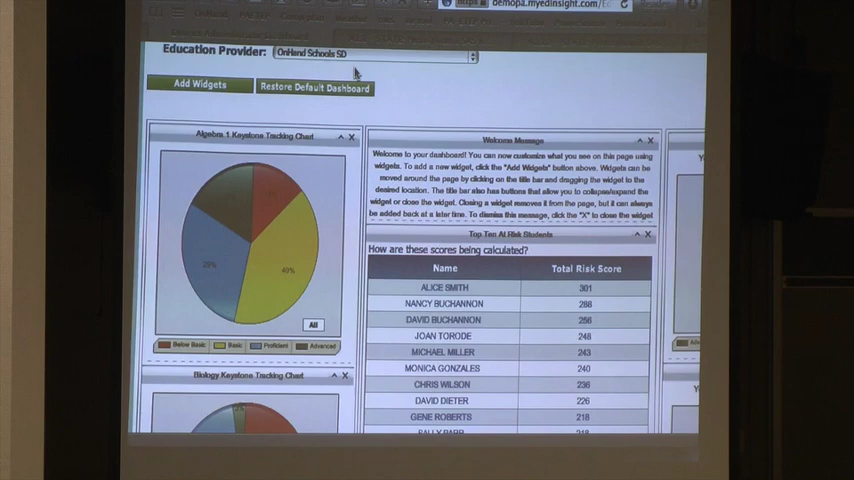 demopa.myedinsight.com/
Education Provider: OnHand Schools SD
Add Widgets
Restore Default Dashboard
Algebra 1 Keystone Tracking Chart
40%
All
Below Basic
Basic
Proficient
Advanced
Biology Keystone Tracking Chart
Welcome Message
Welcome to your dashboard! You can now customize what you see on this page using
widgets. To add a new widget, click the "Add Widgets" button above. Widgets can be
moved around the page by clicking on the title bar and dragging the widget to the
desired location. The title bar also has buttons that allow you to collapse/expand the
widget or close the widget. Closing a widget removes it from the page, but it can always
be added back at a later time. To dismiss this message, click the "X" to close the widget
Top Ten At Risk Students
How are these scores being calculated?
Name Total Risk Score
ALICE SMITH 301
NANCY BUCHANNON 288
DAVID BUCHANNON 256
JOAN TORODE 248
MICHAEL MILLER 243
MONICA GONZALES 240
CHRIS WILSON 236
DAVID DIETER 226
GENE ROBERTS 218